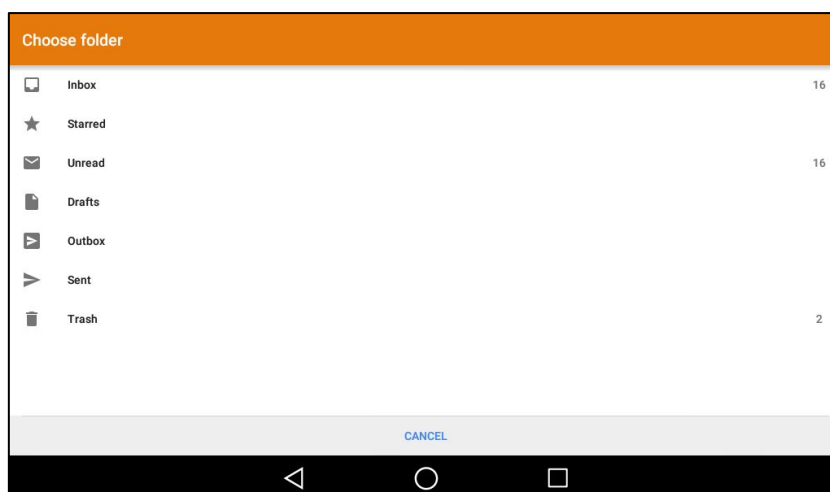 Choose folder
Inbox 16
Starred
Unread 16
Drafts
Outbox
Sent
Trash 2
CANCEL